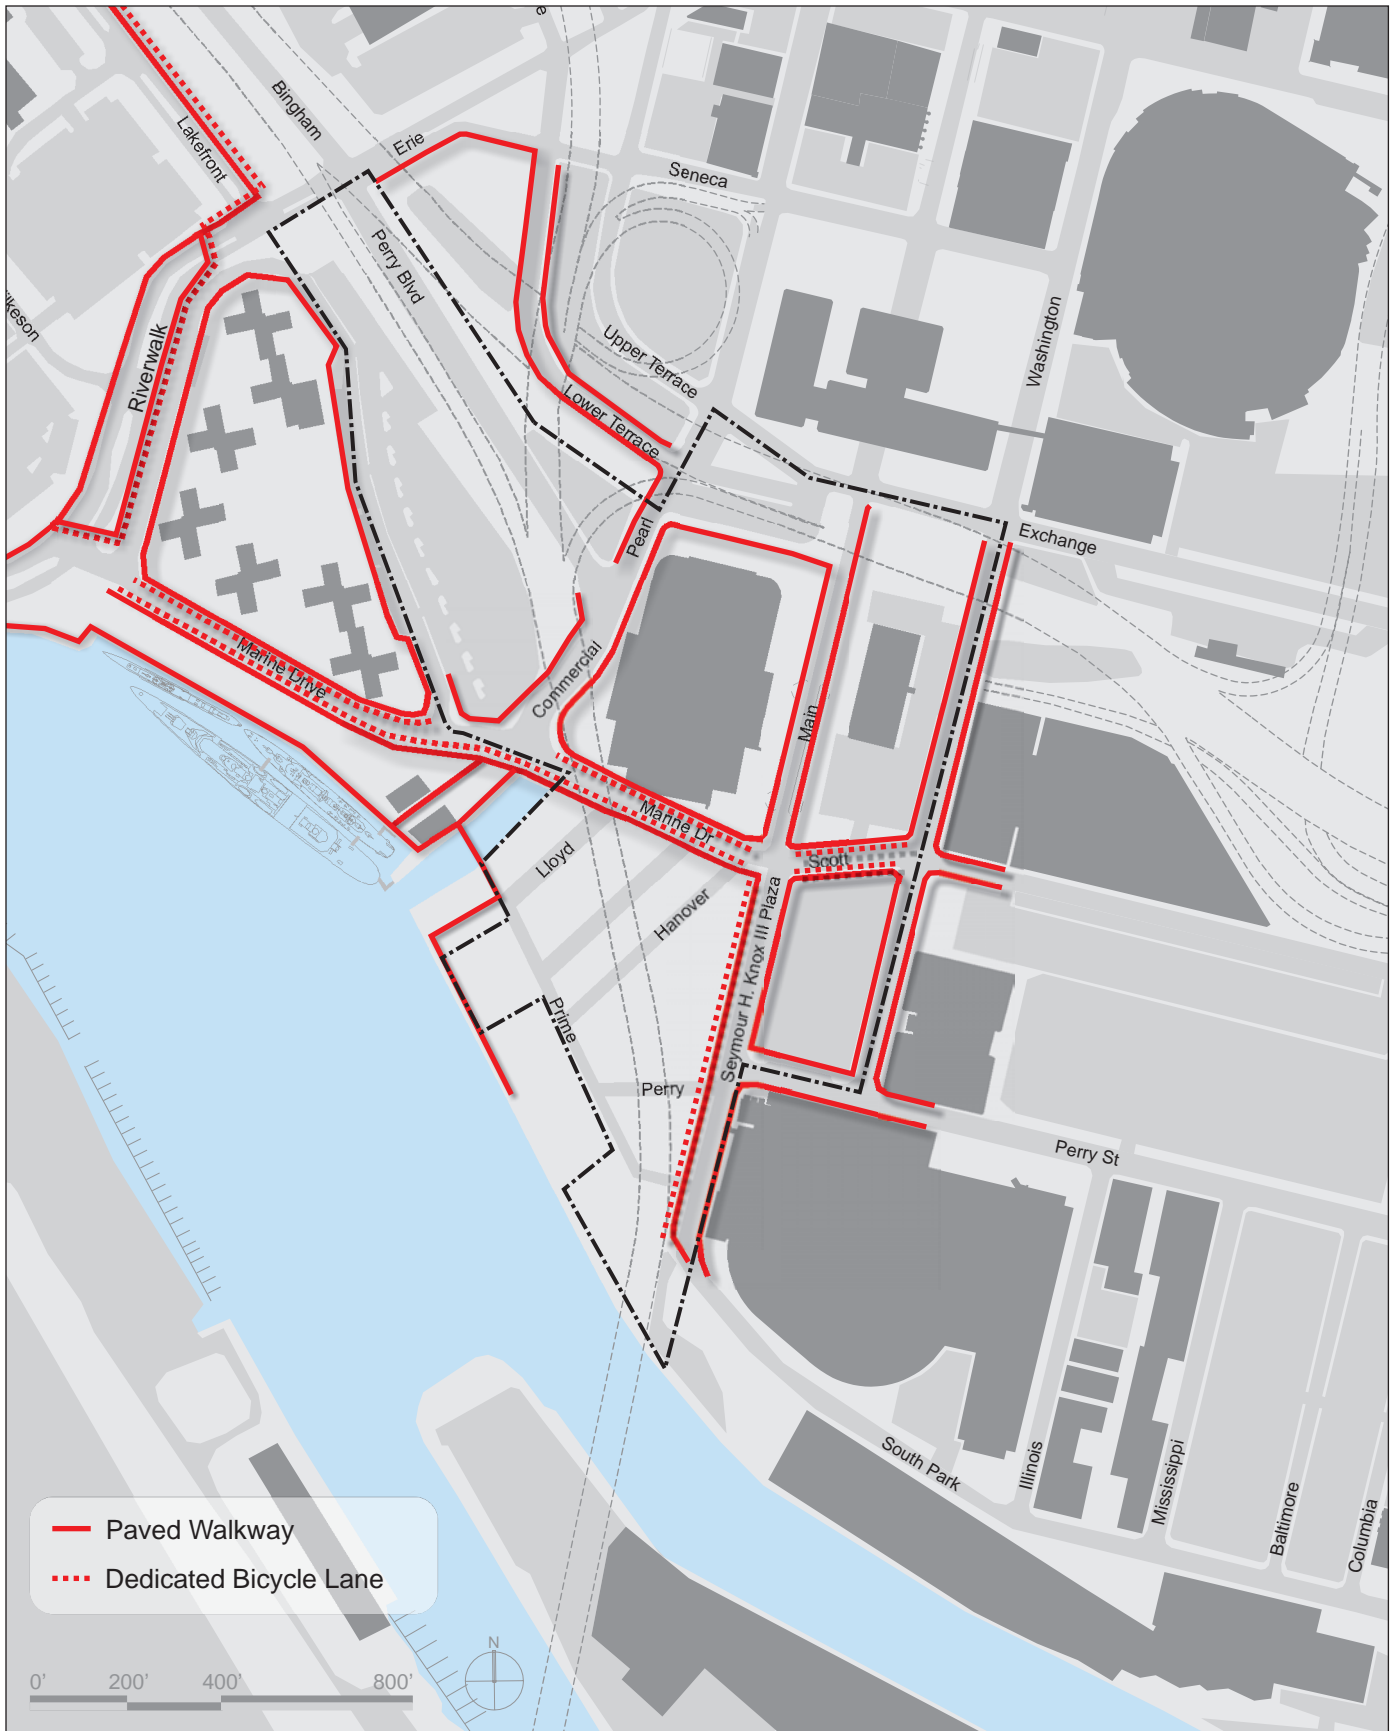 Bingham
Lakefront
Erie
Seneca
Perry Blvd
Riverwalk
Upper Terrace
Washington
Lower Terrace
Pearl
Exchange
Marine Drive
Commercial
Main
Marine Dr
Scott
Lloyd
Hanover
Seymour H. Knox III Plaza
Prime
Perry
Perry St
South Park
Illinois
Mississippi
Baltimore
Columbia
Paved Walkway
Dedicated Bicycle Lane
N
0' 200' 400' 800'